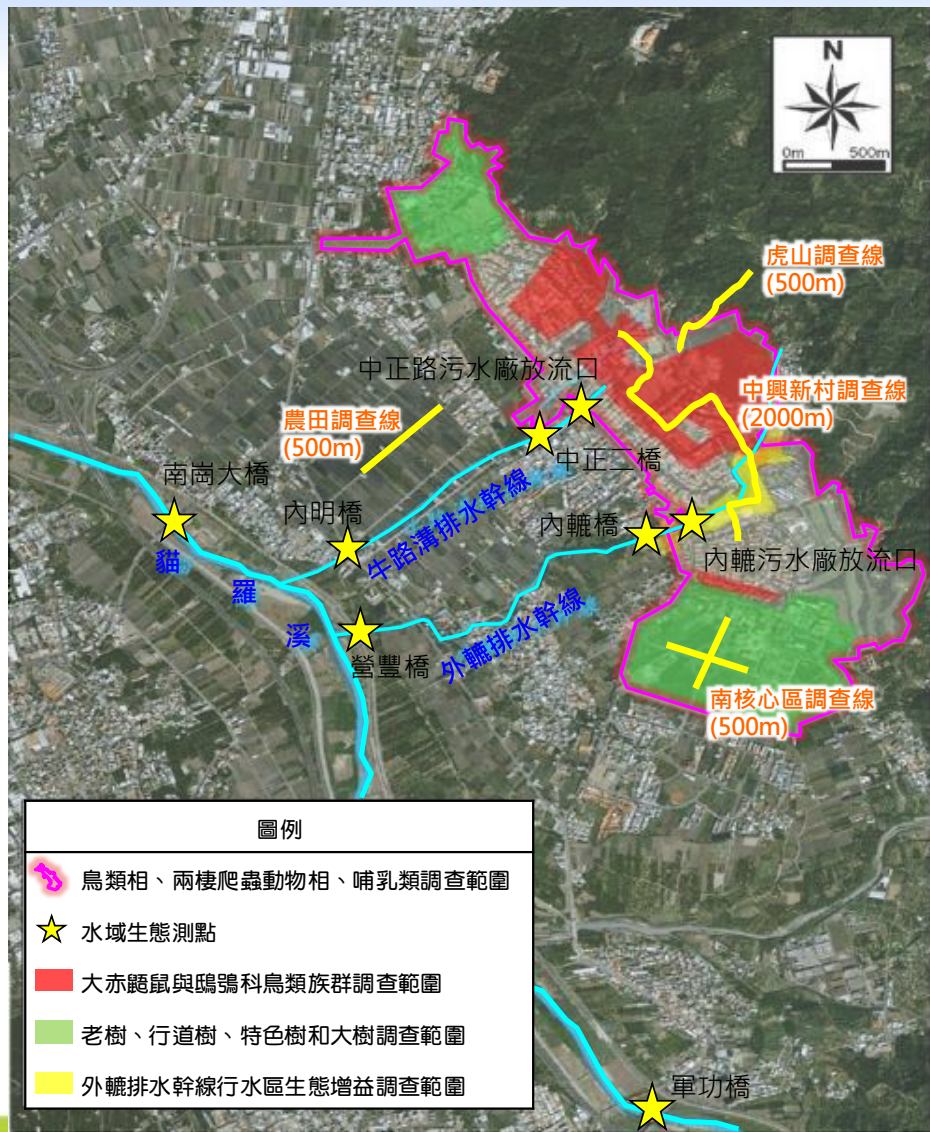 N
0m 500m
虎山調查線
(500m)
中正路污水廠放流口
中興新村調查線
(2000m)
農田調查線
(500m)
中正二橋
南崗大橋
內明橋
牛路溝排水幹線
內轆橋
內轆污水廠放流口
貓
羅
溪
營豐橋
外轆排水幹線
南核心區調查線
(500m)
圖例
鳥類相、兩棲爬蟲動物相、哺乳類調查範圍
水域生態測點
大赤鼯鼠與鴟鴞科鳥類族群調查範圍
老樹、行道樹、特色樹和大樹調查範圍
外轆排水幹線行水區生態增益調查範圍
軍功橋